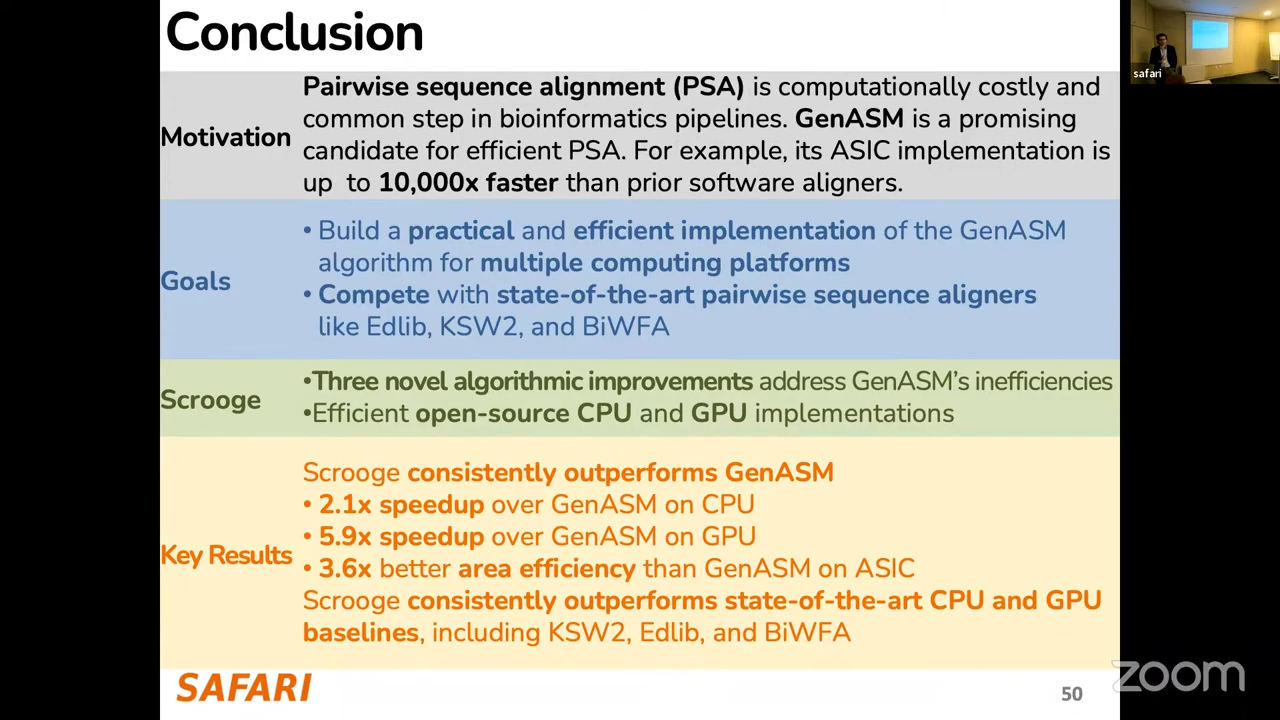 Conclusion
safari
Motivation
Pairwise sequence alignment (PSA) is computationally costly and
common step in bioinformatics pipelines. GenASM is a promising
candidate for efficient PSA. For example, its ASIC implementation is
up to 10,000x faster than prior software aligners.
Goals
• Build a practical and efficient implementation of the GenASM
algorithm for multiple computing platforms
• Compete with state-of-the-art pairwise sequence aligners
like Edlib, KSW2, and BiWFA
Scrooge
•Three novel algorithmic improvements address GenASM's inefficiencies
•Efficient open-source CPU and GPU implementations
Key Results
Scrooge consistently outperforms GenASM
• 2.1x speedup over GenASM on CPU
• 5.9x speedup over GenASM on GPU
• 3.6x better area efficiency than GenASM on ASIC
Scrooge consistently outperforms state-of-the-art CPU and GPU
baselines, including KSW2, Edlib, and BiWFA
SAFARI
50
zoom